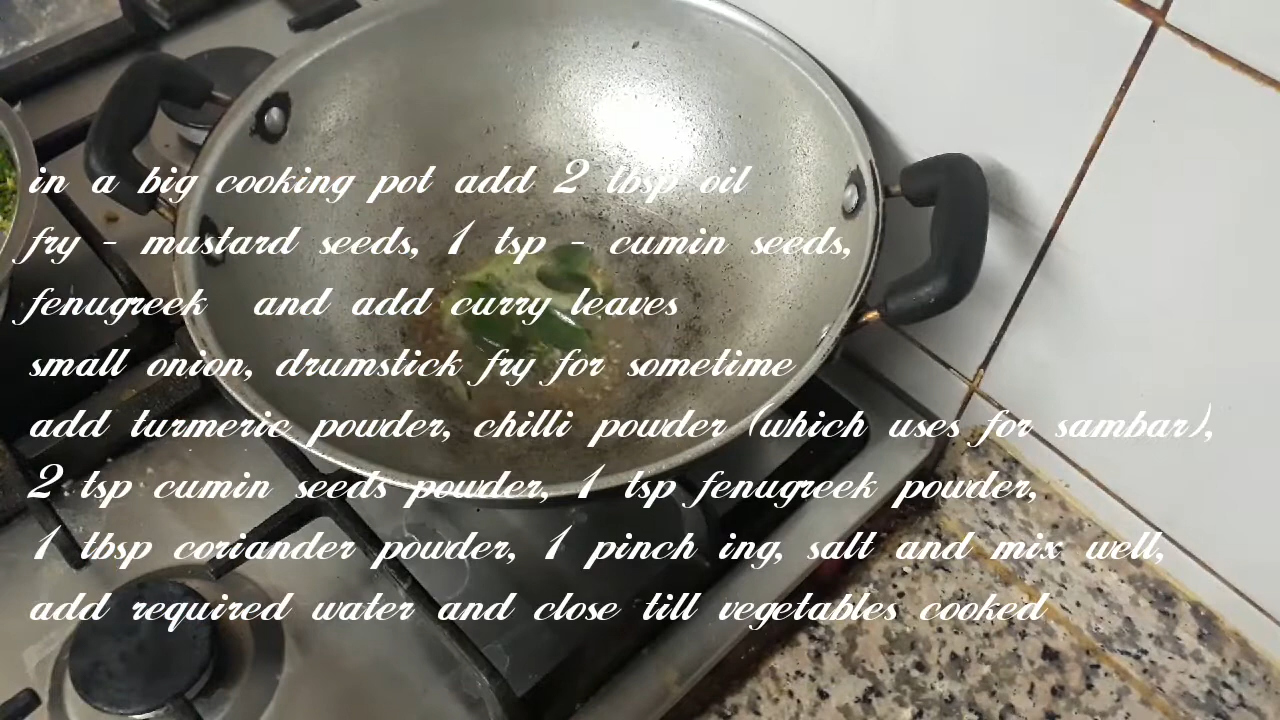 in a big cooking pot add 2 tbsp oil
fry - mustard seeds, 1 tsp - cumin seeds,
fenugreek and add curry leaves
small onion, drumstick fry for sometime
add turmeric powder, chilli powder (which uses for sambar),
2 tsp cumin seeds powder, 1 tsp fenugreek powder,
1 tbsp coriander powder, 1 pinch ing, salt and mix well,
add required water and close till vegetables cooked